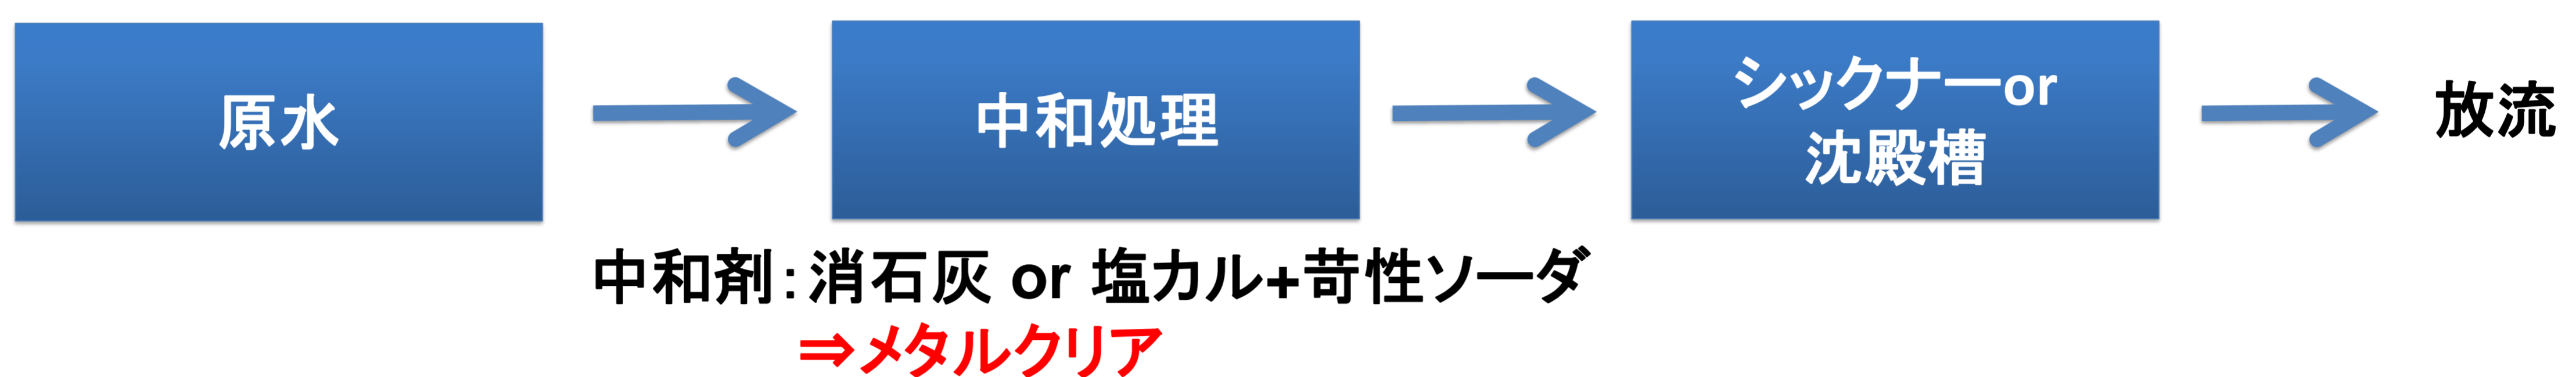 原水
中和処理
シックナーor
沈殿槽
放流
中和剤：消石灰 or 塩カル+苛性ソーダ
⇒メタルクリア